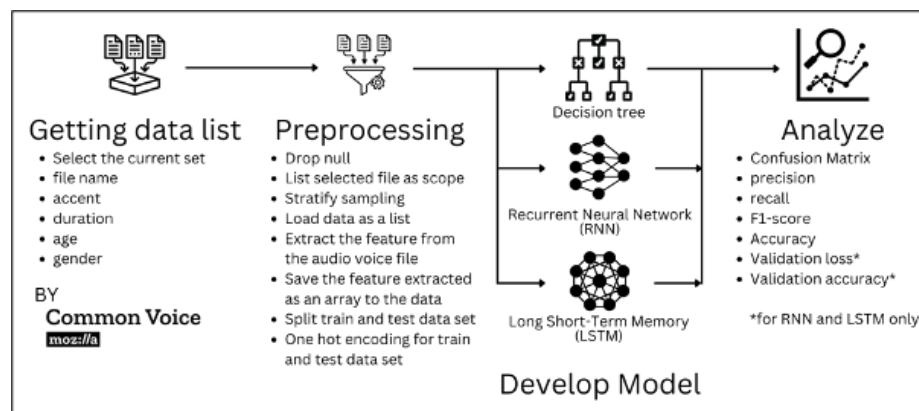 Getting data list
• Select the current set
• file name
• accent
• duration
• age
• gender
BY
Common Voice
moz://a
Preprocessing
• Drop null
• List selected file as scope
• Stratify sampling
• Load data as a list
• Extract the feature from
the audio voice file
• Save the feature extracted
as an array to the data
• Split train and test data set
• One hot encoding for train
and test data set
Decision tree
Recurrent Neural Network
(RNN)
Long Short-Term Memory
(LSTM)
Develop Model
Analyze
• Confusion Matrix
• precision
• recall
• F1-score
• Accuracy
• Validation loss*
• Validation accuracy*
*for RNN and LSTM only